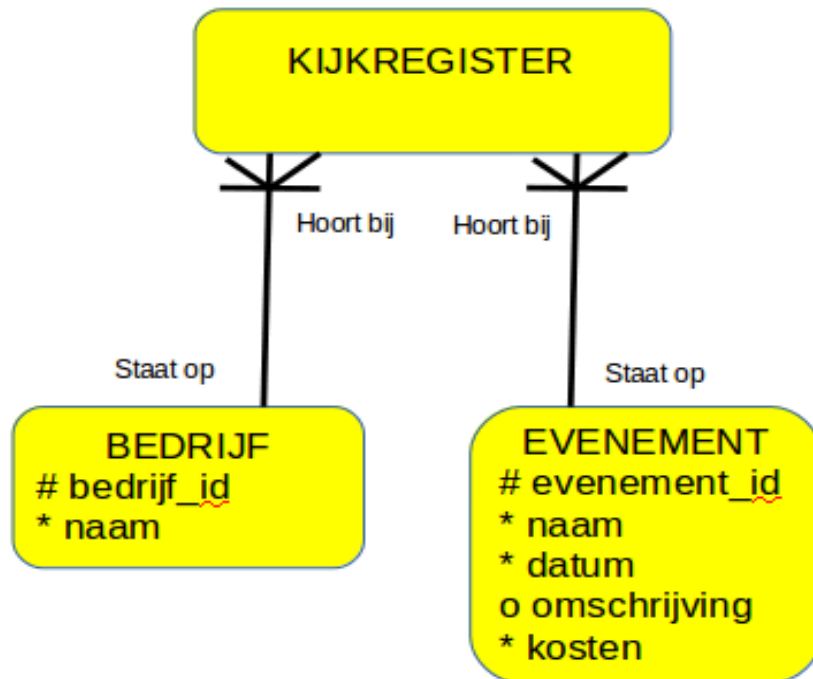 KIJKREGISTER
Hoort bij
Hoort bij
Staat op
Staat op
BEDRIJF
# bedrijf_id
* naam
EVENEMENT
# evenement_id
* naam
* datum
o omschrijving
* kosten